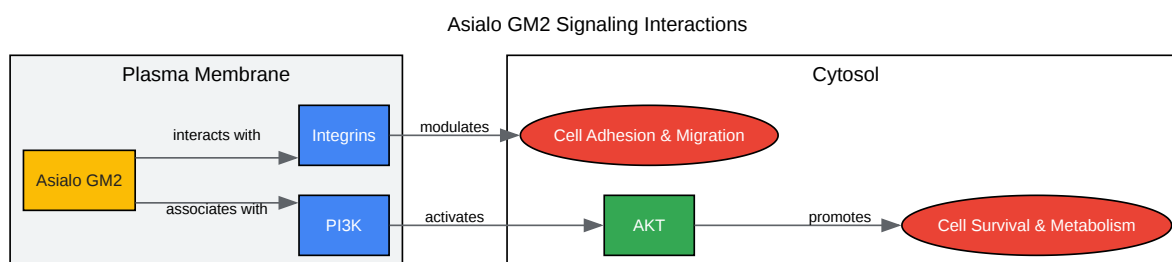 Asialo GM2 Signaling Interactions
Plasma Membrane
Cytosol
interacts with
Integrins
modulates
Cell Adhesion & Migration
Asialo GM2
associates with
PI3K
activates
AKT
promotes
Cell Survival & Metabolism